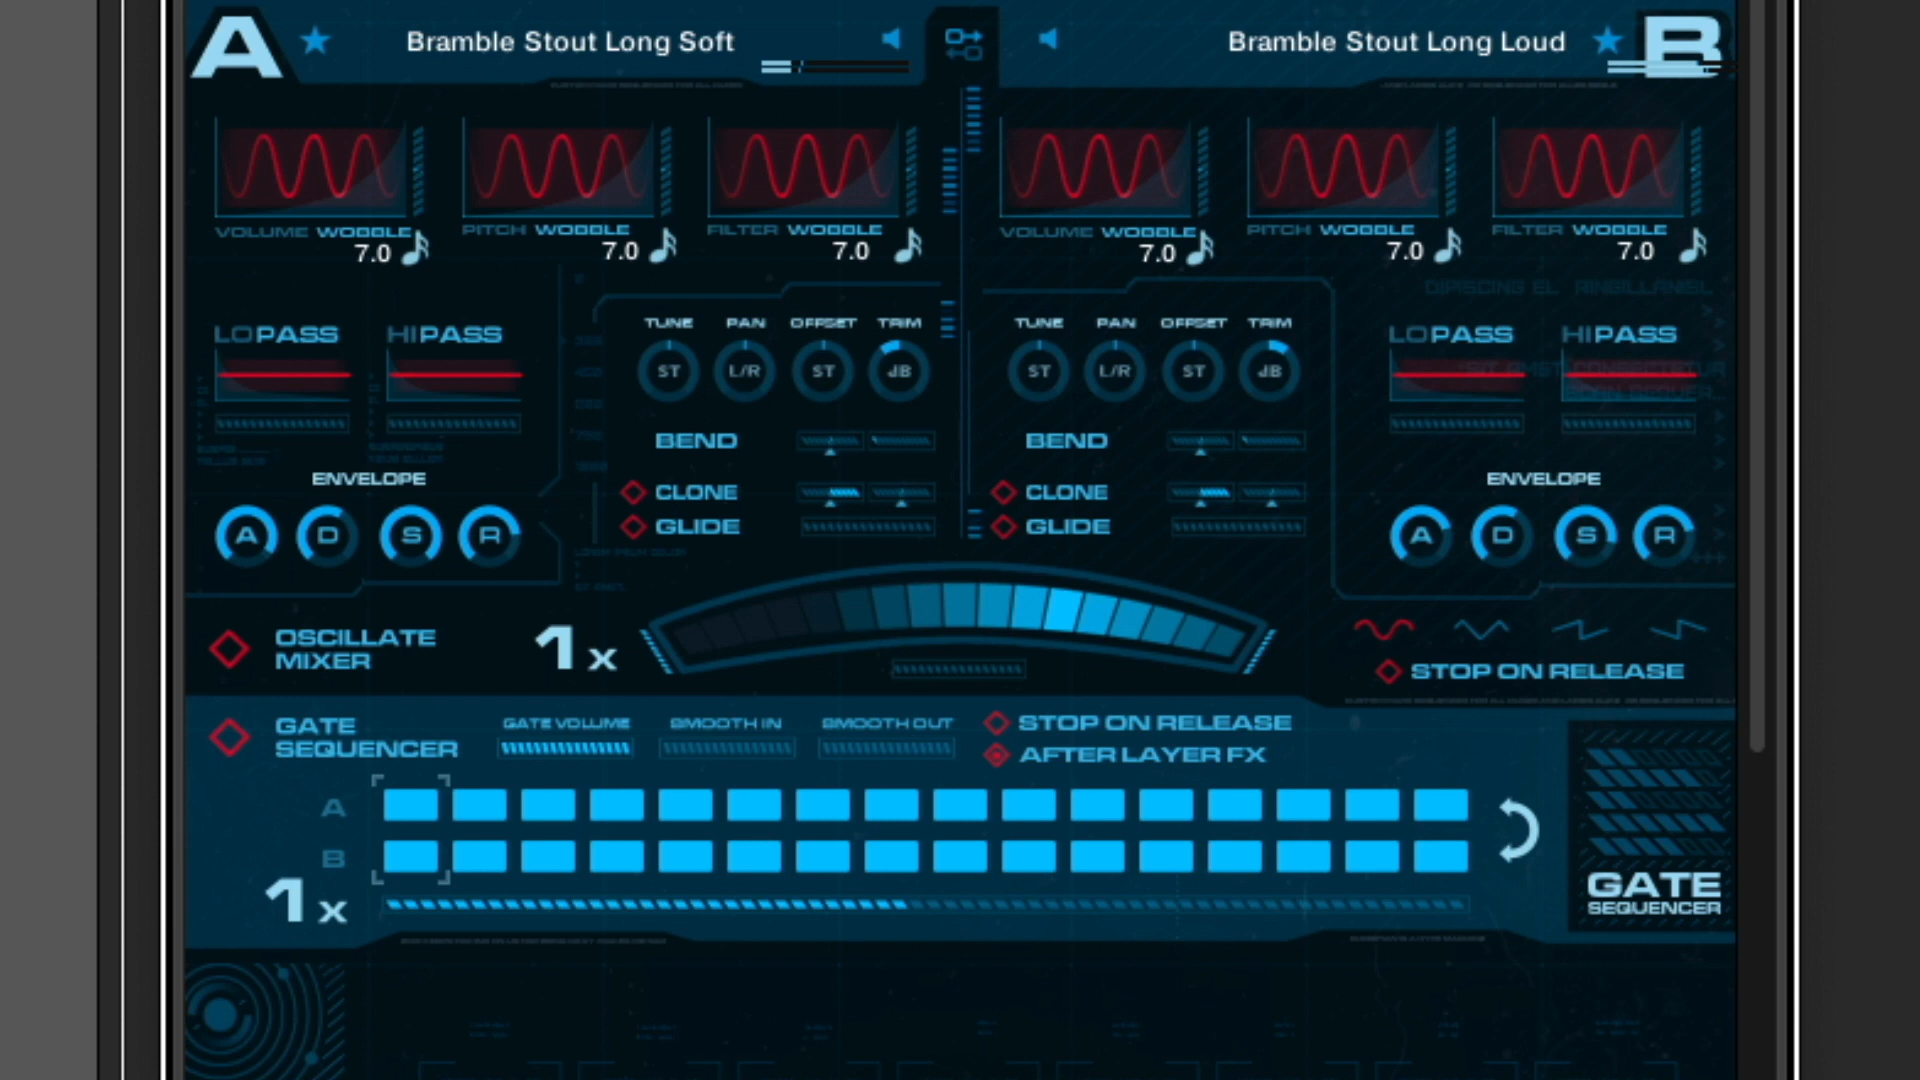 A Bramble Stout Long Soft Bramble Stout Long Loud B
VOLUME WOBBLE PITCH WOBBLE FILTER WOBBLE VOLUME WOBBLE PITCH WOBBLE FILTER WOBBLE
7.0 7.0 7.0 7.0 7.0 7.0
LOPASS HIPASS TUNE PAN OFFSET TRIM TUNE PAN OFFSET TRIM LOPASS HIPASS
ST L/R ST dB ST L/R ST dB
BEND BEND
ENVELOPE CLONE CLONE ENVELOPE
A D S R GLIDE GLIDE A D S R
OSCILLATE
MIXER
1 x
STOP ON RELEASE
GATE
SEQUENCER
GATE VOLUME SMOOTH IN SMOOTH OUT STOP ON RELEASE
AFTER LAYER FX
A
B
1 x
GATE
SEQUENCER